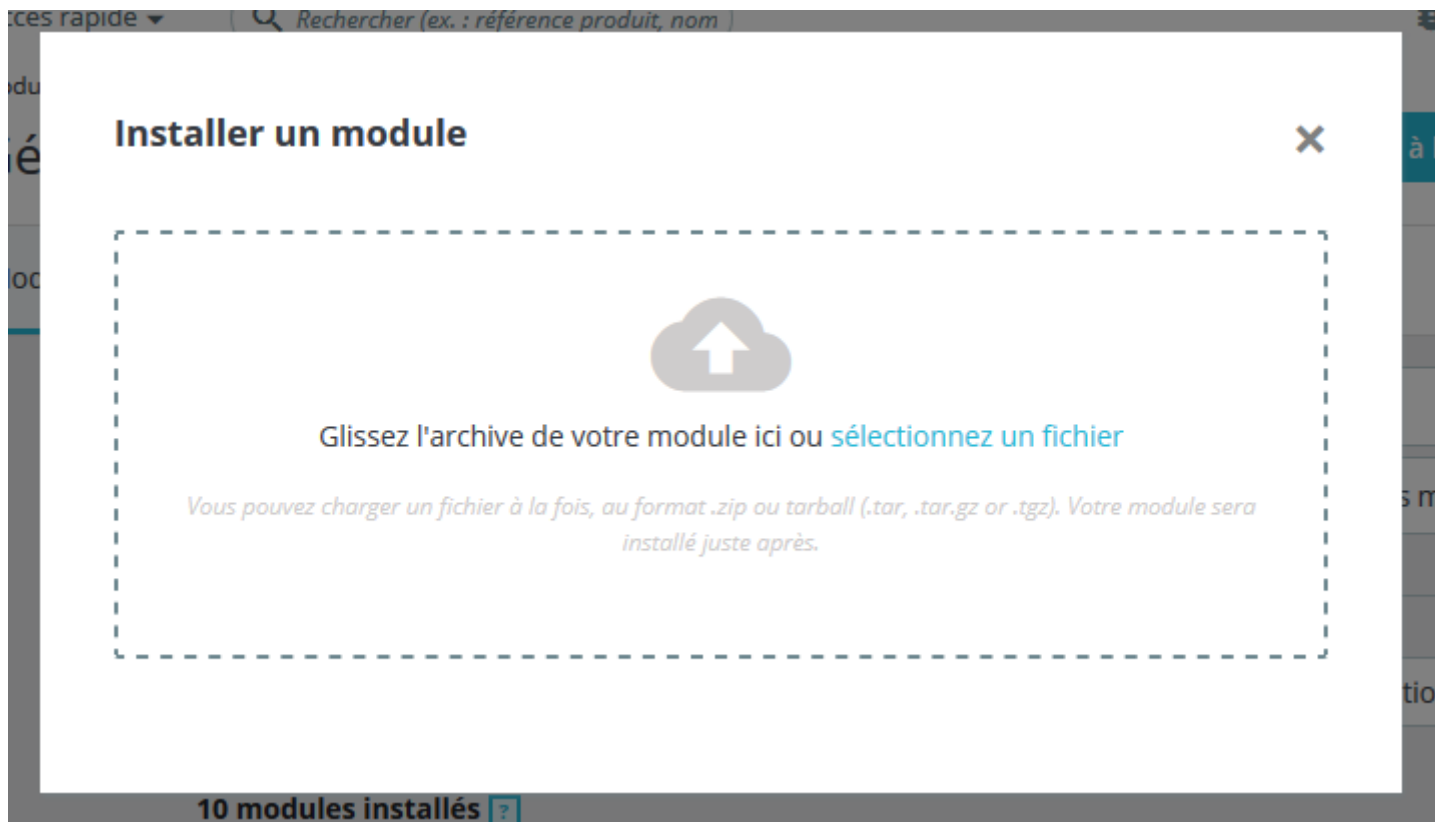 rapide
Rechercher (ex. : référence produit, nom
Installer un module
à
Glissez l'archive de votre module ici ou sélectionnez un fichier
Vous pouvez charger un fichier à la fois, au format .zip ou tarball (.tar, .tar.gz or .tgz). Votre module sera
installé juste après.
10 modules installés ?